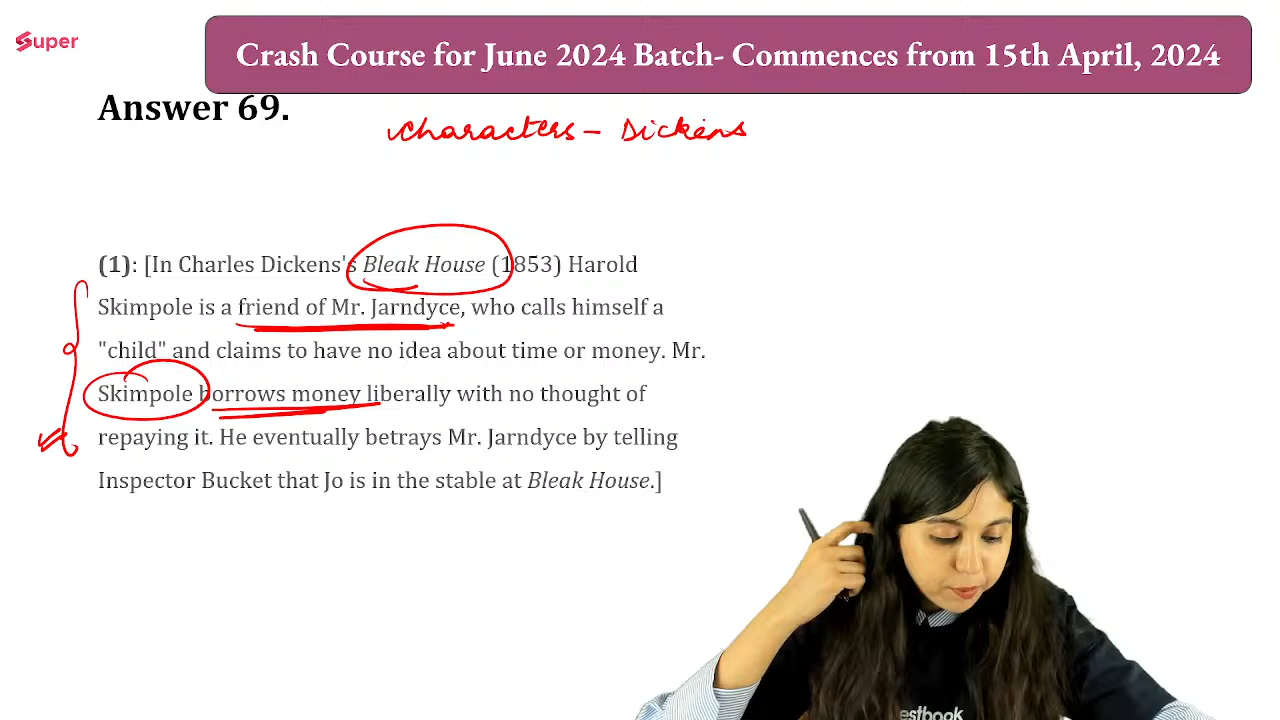 Super
Crash Course for June 2024 Batch- Commences from 15th April, 2024
Answer 69.
Characters - Dickens
(1): [In Charles Dickens's Bleak House (1853) Harold
Skimpole is a friend of Mr. Jarndyce, who calls himself a
"child" and claims to have no idea about time or money. Mr.
Skimpole borrows money liberally with no thought of
repaying it. He eventually betrays Mr. Jarndyce by telling
Inspector Bucket that Jo is in the stable at Bleak House.]
estbook